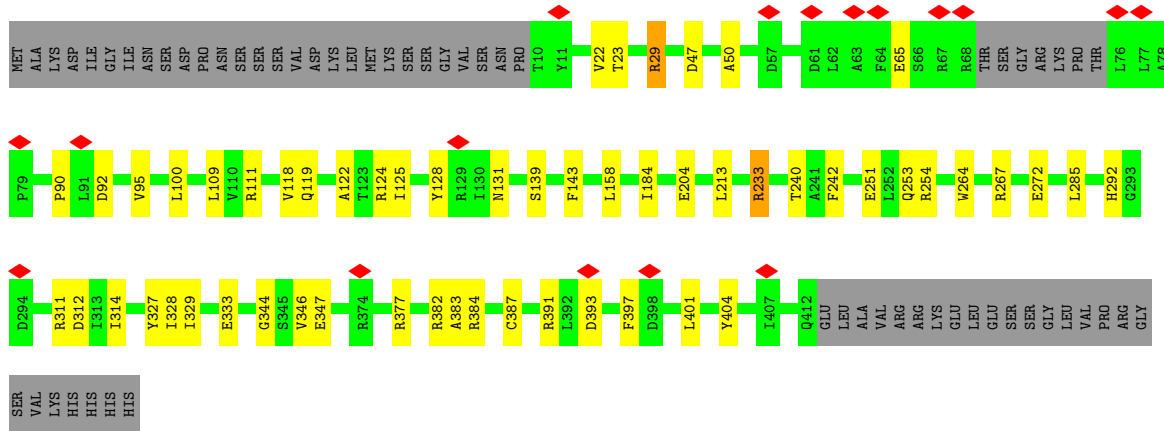 MET ALA LYS ASP ILE GLY ILE ASN SER ASP PRO ASN SER SER SER VAL ASP LYS LEU MET LYS SER SER GLY VAL SER ASN PRO T10 Y11 V22 T23 R29 D47 A50 D57 D61 L62 A63 F64 E65 S66 R67 R68 THR SER GLY ARG LYS PRO THR L76 L77 A78
P79 P90 L91 D92 V95 L100 L109 V110 R111 V118 Q119 A122 T123 R124 I125 Y128 R129 I130 N131 S139 F143 L158 I184 E204 L213 R233 T240 A241 F242 E251 L252 Q253 R254 W264 R267 E272 L285 H292 G293
D294 R311 D312 I313 I314 Y327 I328 I329 E333 G344 S345 V346 E347 R374 R377 R382 A383 R384 C387 R391 L392 D393 F397 D398 L401 Y404 I407 Q412 GLU LEU ALA VAL ARG ARG LYS GLU LEU GLU SER SER GLY LEU VAL PRO ARG GLY
SER VAL LYS HIS HIS HIS HIS HIS